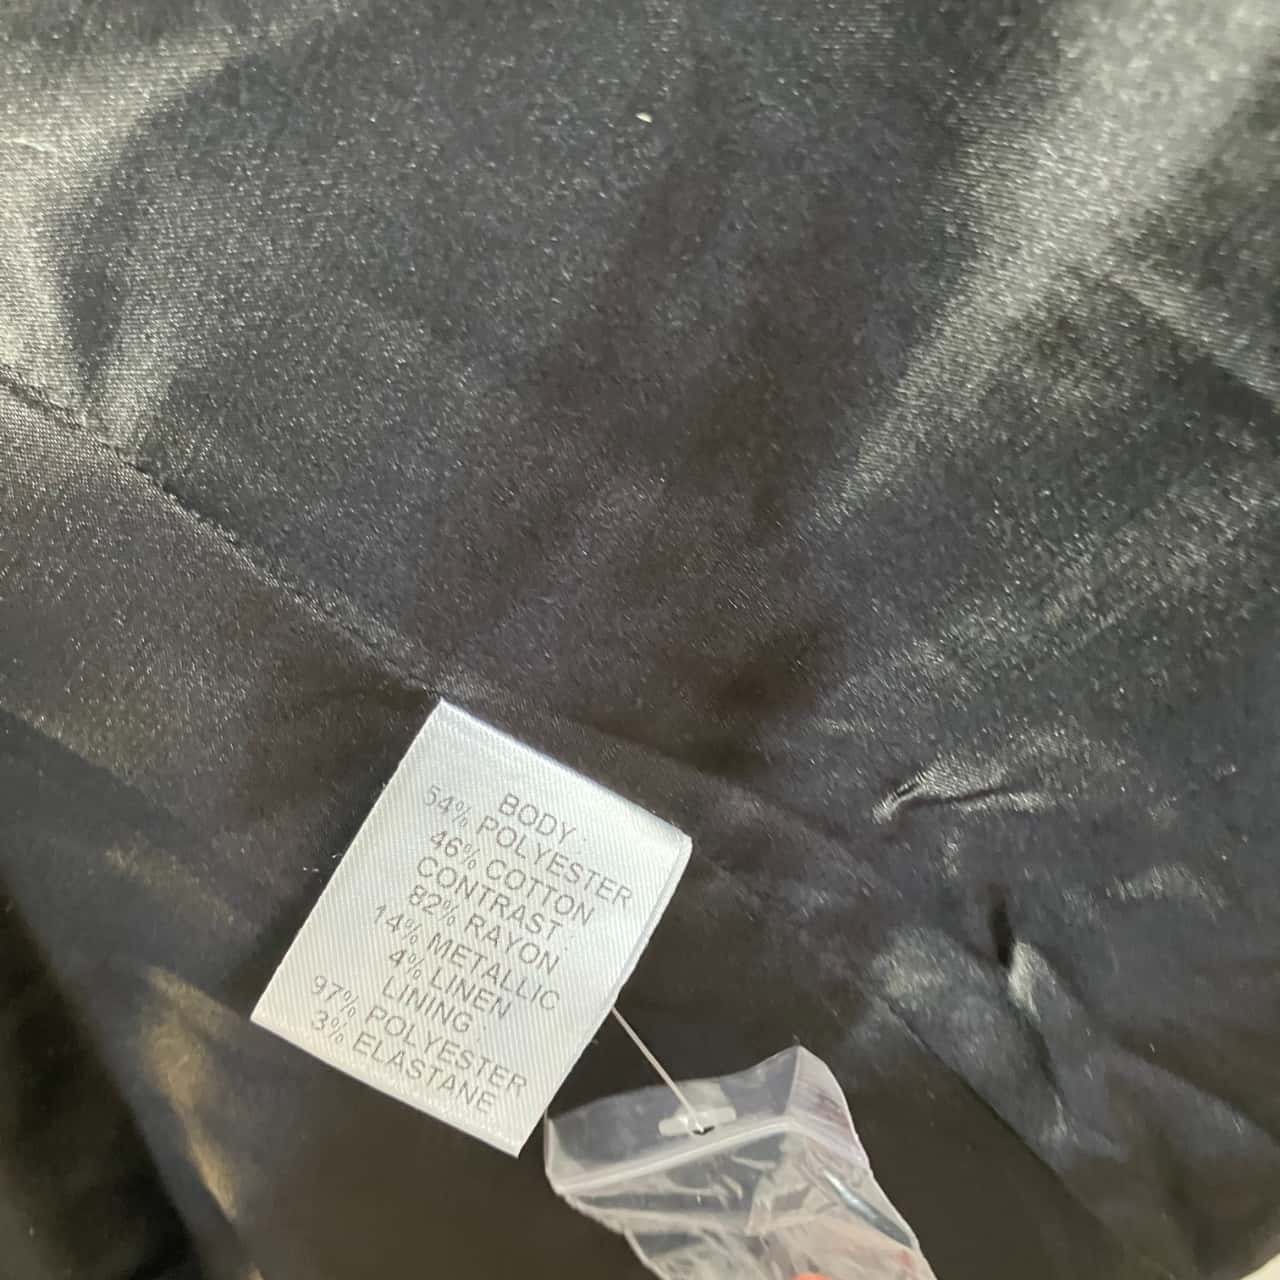 BODY :
54% POLYESTER
46% COTTON
CONTRAST :
82% RAYON
14% METALLIC
4% LINEN
LINING :
97% POLYESTER
3% ELASTANE